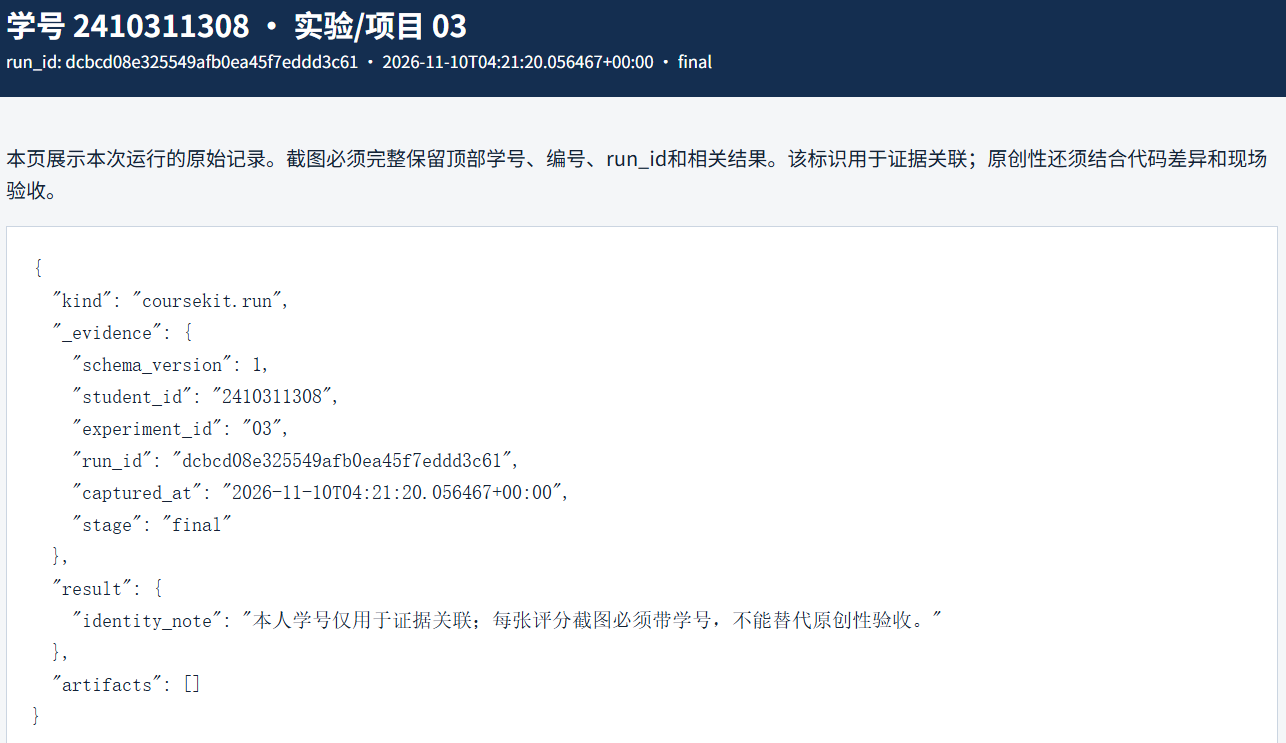 学号 2410311308 • 实验/项目 03
run_id: dcbcd08e325549afb0ea45f7eddd3c61 • 2026-11-10T04:21:20.056467+00:00 • final
本页展示本次运行的原始记录。截图必须完整保留顶部学号、编号、run_id和相关结果。该标识用于证据关联；原创性还须结合代码差异和现场
验收。
{
  "kind": "coursekit.run",
  "_evidence": {
    "schema_version": 1,
    "student_id": "2410311308",
    "experiment_id": "03",
    "run_id": "dcbcd08e325549afb0ea45f7eddd3c61",
    "captured_at": "2026-11-10T04:21:20.056467+00:00",
    "stage": "final"
  },
  "result": {
    "identity_note": "本人学号仅用于证据关联；每张评分截图必须带学号，不能替代原创性验收。"
  },
  "artifacts": []
}